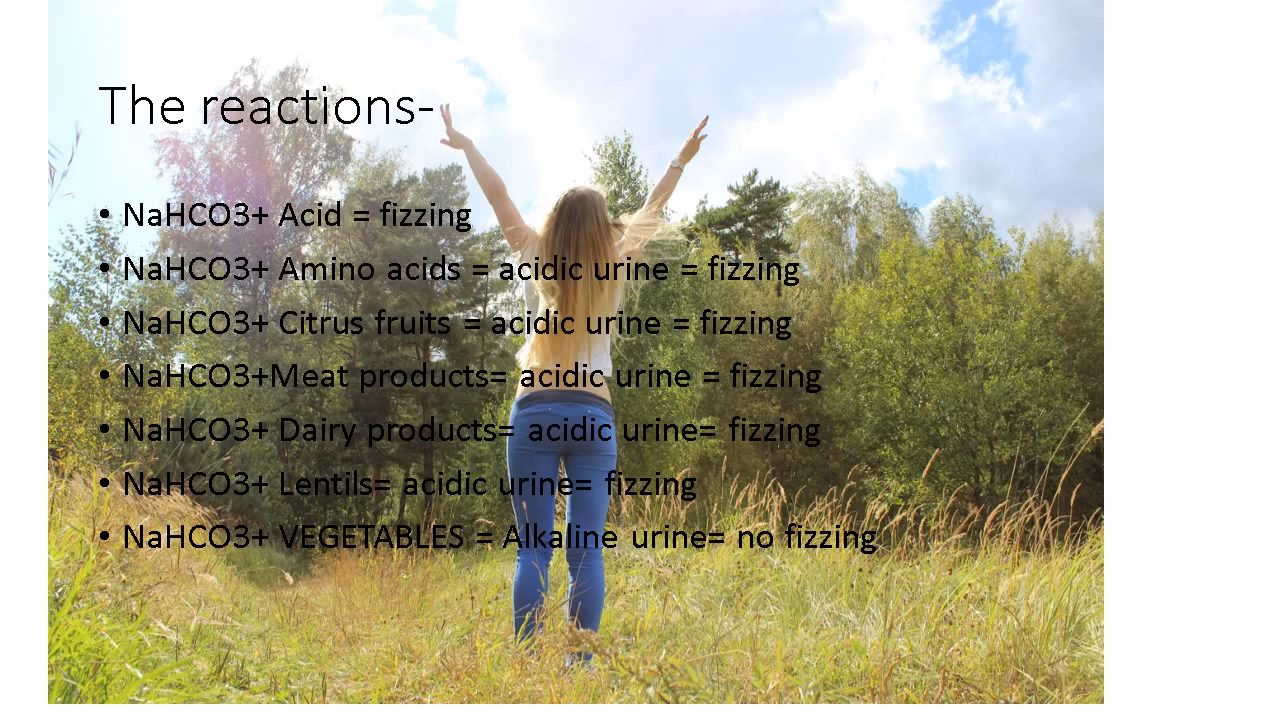 The reactions-
• NaHCO3+ Acid = fizzing
• NaHCO3+ Amino acids = acidic urine = fizzing
• NaHCO3+ Citrus fruits = acidic urine = fizzing
• NaHCO3+Meat products= acidic urine = fizzing
• NaHCO3+ Dairy products= acidic urine= fizzing
• NaHCO3+ Lentils= acidic urine= fizzing
• NaHCO3+ VEGETABLES = Alkaline urine= no fizzing